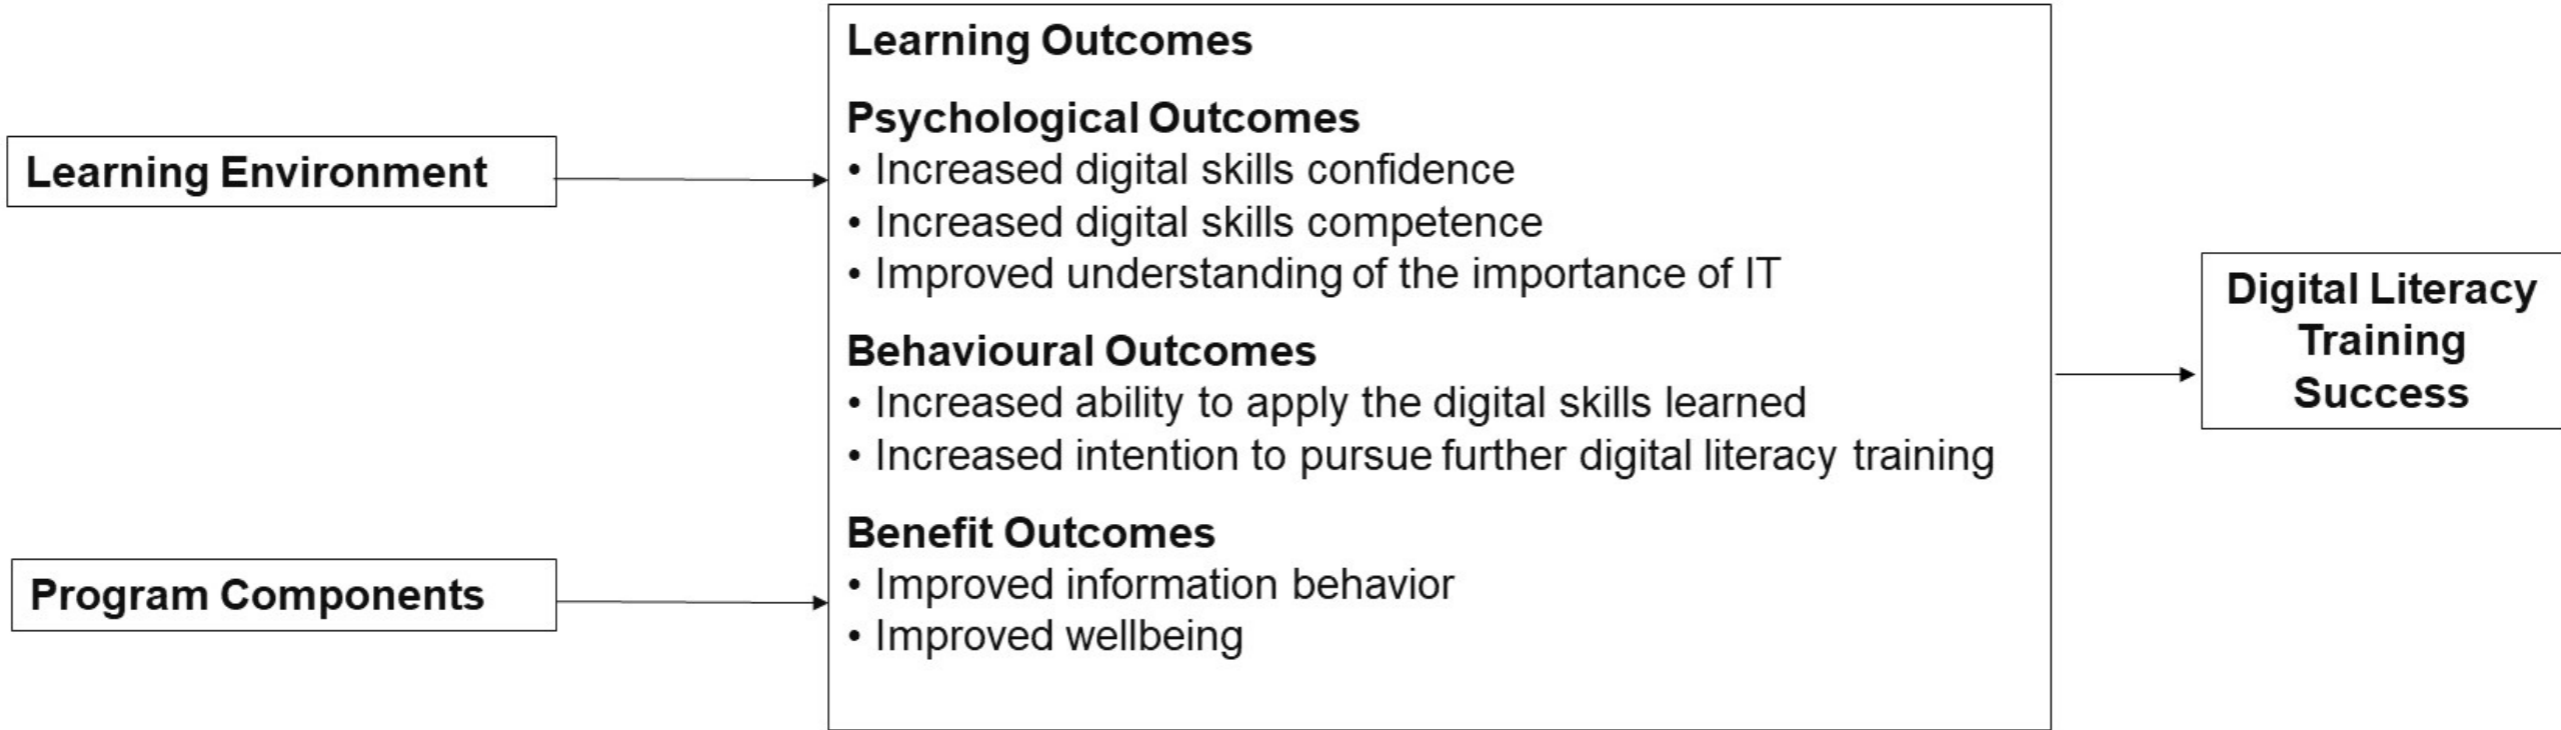 Learning Environment
Program Components
Learning Outcomes
Psychological Outcomes
• Increased digital skills confidence
• Increased digital skills competence
• Improved understanding of the importance of IT
Behavioural Outcomes
• Increased ability to apply the digital skills learned
• Increased intention to pursue further digital literacy training
Benefit Outcomes
• Improved information behavior
• Improved wellbeing
Digital Literacy
Training
Success